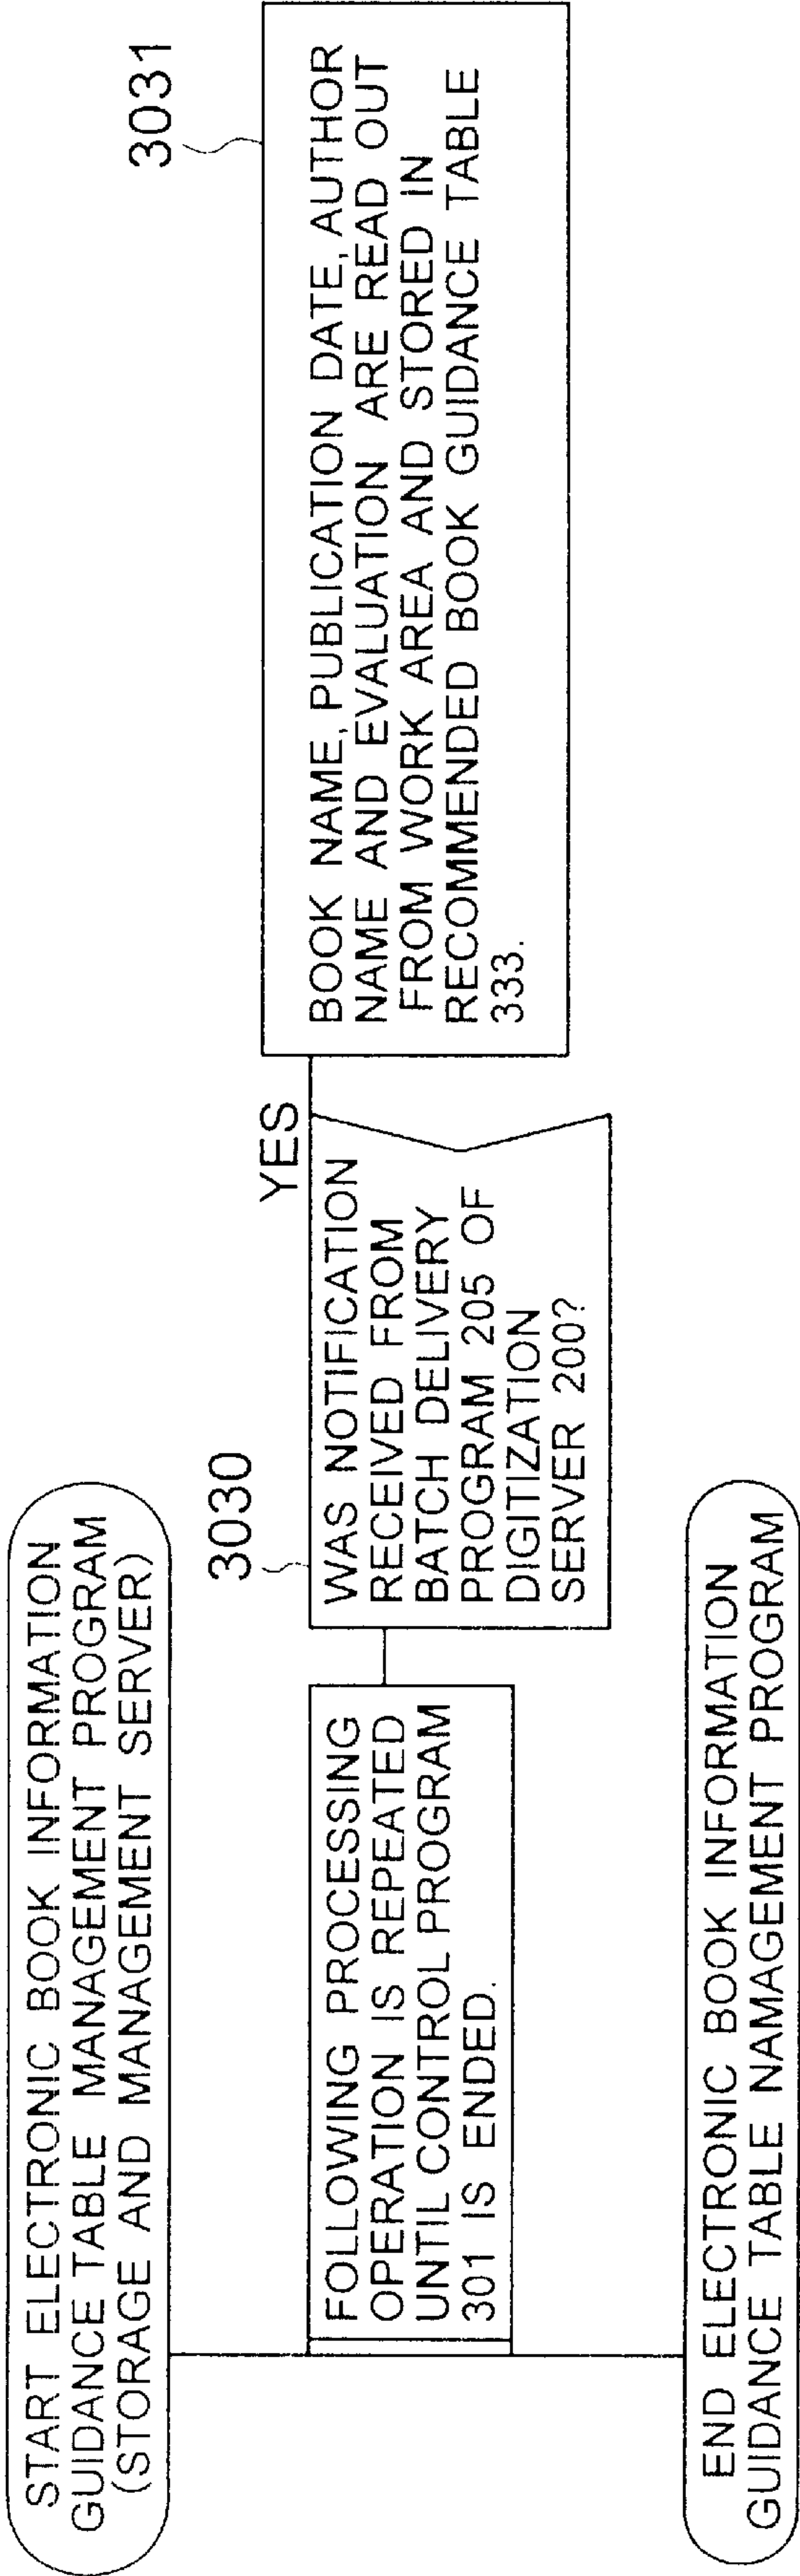 START ELECTRONIC BOOK INFORMATION
GUIDANCE TABLE MANAGEMENT PROGRAM
(STORAGE AND MANAGEMENT SERVER)
FOLLOWING PROCESSING
OPERATION IS REPEATED
UNTIL CONTROL PROGRAM
301 IS ENDED.
3030
WAS NOTIFICATION
RECEIVED FROM
BATCH DELIVERY
PROGRAM 205 OF
DIGITIZATION
SERVER 200?
YES
3031
BOOK NAME, PUBLICATION DATE, AUTHOR
NAME AND EVALUATION ARE READ OUT
FROM WORK AREA AND STORED IN
RECOMMENDED BOOK GUIDANCE TABLE
333.
END ELECTRONIC BOOK INFORMATION
GUIDANCE TABLE NAMAGEMENT PROGRAM